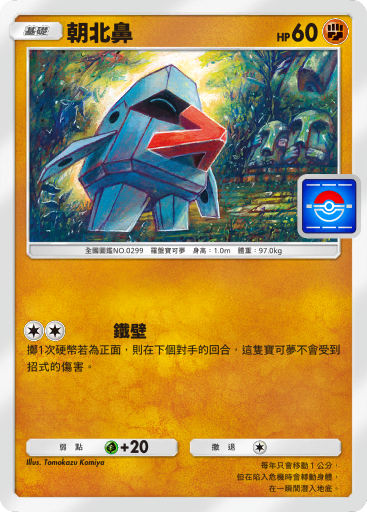 基礎 朝北鼻 HP 60
全國圖鑑NO.0299 羅盤寶可夢 身高：1.0m 體重：97.0kg
鐵壁
擲1次硬幣若為正面，則在下個對手的回合，這隻寶可夢不會受到
招式的傷害。
弱點 +20 撤退
Illus. Tomokazu Komiya
每年只會移動1公分，
但在陷入危機時會轉動身體，
在一瞬間潛入地底。